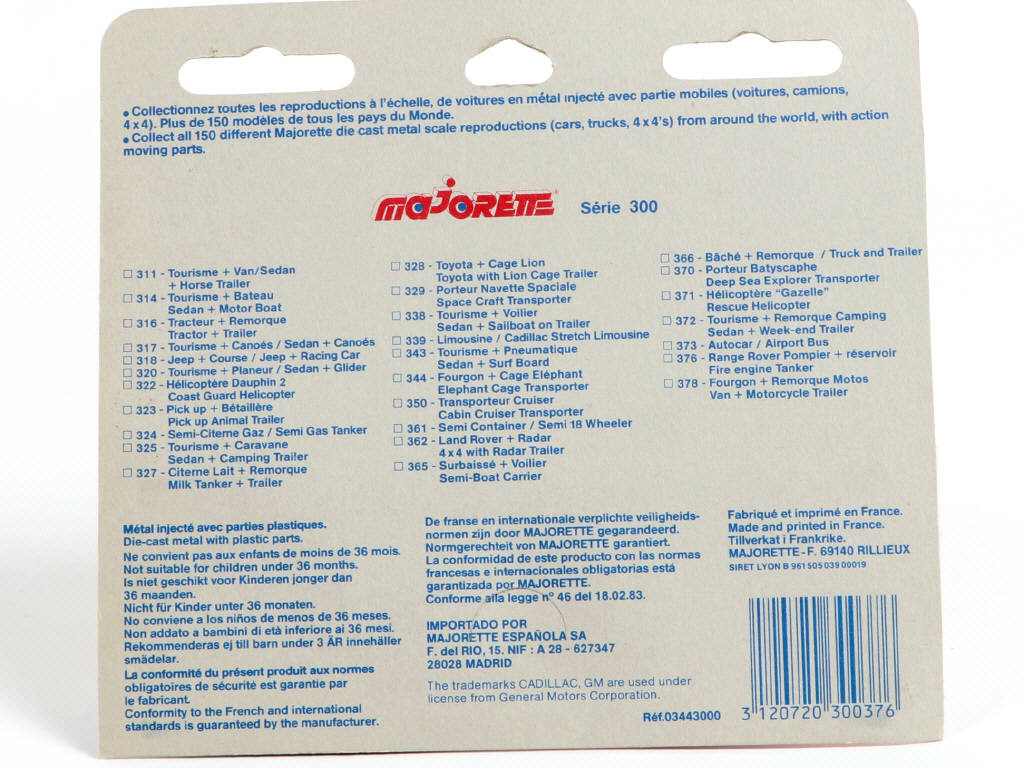 • Collectionnez toutes les reproductions à l'échelle, de voitures en métal injecté avec partie mobiles (voitures, camions,
4 x 4). Plus de 150 modèles de tous les pays du Monde.
• Collect all 150 different Majorette die cast metal scale reproductions (cars, trucks, 4 x 4's) from around the world, with action
moving parts.
MAJORETTE® Série 300
☐ 311 - Tourisme + Van/Sedan
+ Horse Trailer
☐ 314 - Tourisme + Bateau
Sedan + Motor Boat
☐ 316 - Tracteur + Remorque
Tractor + Trailer
☐ 317 - Tourisme + Canoés / Sedan + Canoés
☐ 318 - Jeep + Course / Jeep + Racing Car
☐ 320 - Tourisme + Planeur / Sedan + Glider
☐ 322 - Hélicoptère Dauphin 2
Coast Guard Helicopter
☐ 323 - Pick up + Bétaillère
Pick up Animal Trailer
☐ 324 - Semi-Citerne Gaz / Semi Gas Tanker
☐ 325 - Tourisme + Caravane
Sedan + Camping Trailer
☐ 327 - Citerne Lait + Remorque
Milk Tanker + Trailer
☐ 328 - Toyota + Cage Lion
Toyota with Lion Cage Trailer
☐ 329 - Porteur Navette Spaciale
Space Craft Transporter
☐ 338 - Tourisme + Voilier
Sedan + Sailboat on Trailer
☐ 339 - Limousine / Cadillac Stretch Limousine
☐ 343 - Tourisme + Pneumatique
Sedan + Surf Board
☐ 344 - Fourgon + Cage Eléphant
Elephant Cage Transporter
☐ 350 - Transporteur Cruiser
Cabin Cruiser Transporter
☐ 361 - Semi Container / Semi 18 Wheeler
☐ 362 - Land Rover + Radar
4 x 4 with Radar Trailer
☐ 365 - Surbaissé + Voilier
Semi-Boat Carrier
☐ 366 - Bâché + Remorque / Truck and Trailer
☐ 370 - Porteur Batyscaphe
Deep Sea Explorer Transporter
☐ 371 - Hélicoptère "Gazelle"
Rescue Helicopter
☐ 372 - Tourisme + Remorque Camping
Sedan + Week-end Trailer
☐ 373 - Autocar / Airport Bus
☐ 376 - Range Rover Pompier + réservoir
Fire engine Tanker
☐ 378 - Fourgon + Remorque Motos
Van + Motorcycle Trailer
Métal injecté avec parties plastiques.
Die-cast metal with plastic parts.
Ne convient pas aux enfants de moins de 36 mois.
Not suitable for children under 36 months.
Is niet geschikt voor Kinderen jonger dan
36 maanden.
Nicht für Kinder unter 36 monaten.
No conviene a los niños de menos de 36 meses.
Non addato a bambini di età inferiore ai 36 mesi.
Rekommenderas ej till barn under 3 ÅR innehåller
smådelar.
La conformité du présent produit aux normes
obligatoires de sécurité est garantie par
le fabricant.
Conformity to the French and international
standards is guaranteed by the manufacturer.
De franse en internationale verplichte veiligheids-
normen zijn door MAJORETTE gegarandeerd.
Normgerechteit von MAJORETTE garantiert.
La conformidad de este producto con las normas
francesas e internacionales obligatorias está
garantizada por MAJORETTE.
Conforme alla legge nº 46 del 18.02.83.
IMPORTADO POR
MAJORETTE ESPAÑOLA SA
F. del RIO, 15. NIF : A 28 - 627347
28028 MADRID
The trademarks CADILLAC, GM are used under
license from General Motors Corporation.
Fabriqué et imprimé en France.
Made and printed in France.
Tillverkat i Frankrike.
MAJORETTE - F. 69140 RILLIEUX
SIRET LYON B 961 505 039 00019
Réf.03443000
3 120720 300376